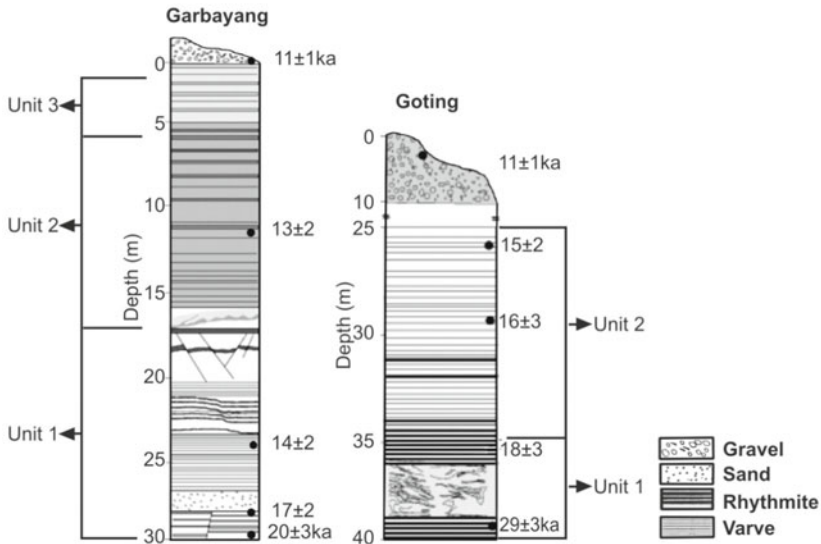 Garbayang
0
11±1ka
Unit 3
5
Unit 2
10
13±2
Depth (m)
15
20
Unit 1
14±2
25
17±2
30
20±3ka
Goting
0
11±1ka
10
25
15±2
Depth (m)
16±3
30
Unit 2
35
18±3
Unit 1
29±3ka
40
Gravel
Sand
Rhythmite
Varve